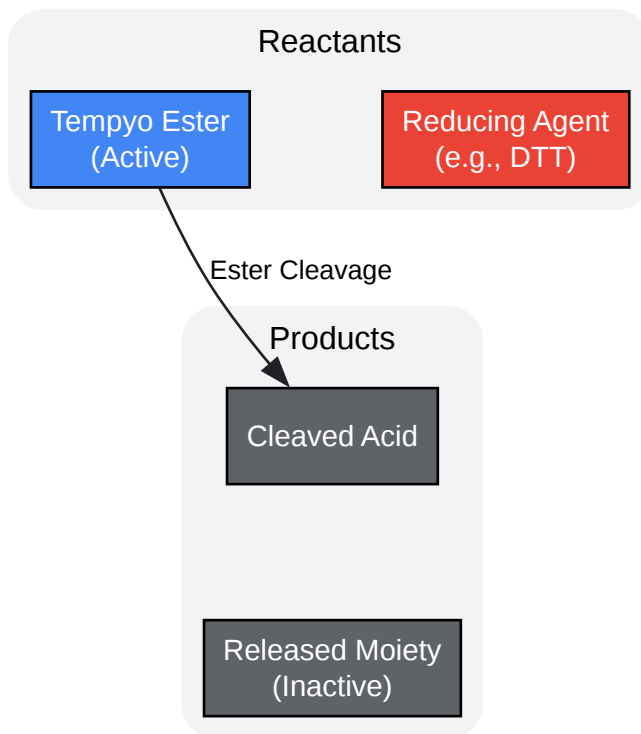 Reactants
Tempyo Ester
(Active)
Reducing Agent
(e.g., DTT)
Ester Cleavage
Products
Cleaved Acid
Released Moiety
(Inactive)